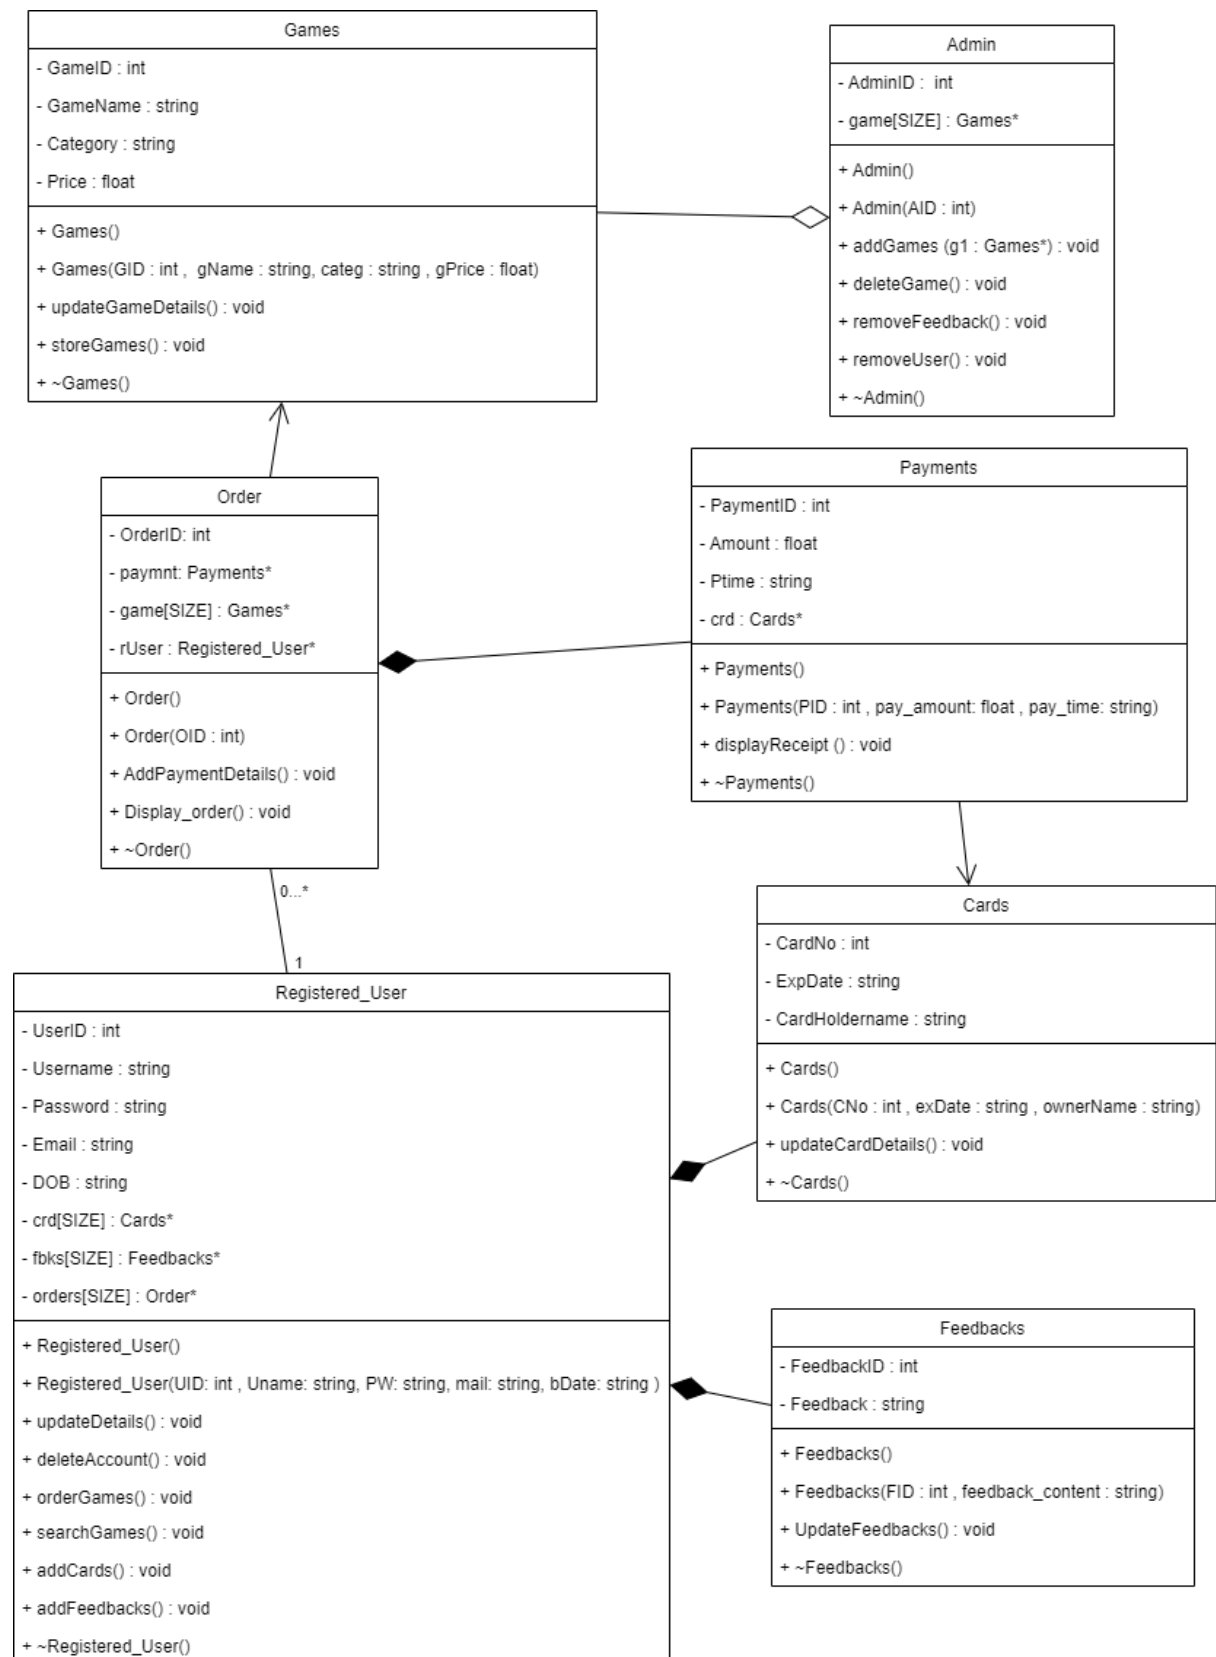 Games
- GameID : int
- GameName : string
- Category : string
- Price : float
+ Games()
+ Games(GID : int , gName : string, categ : string , gPrice : float)
+ updateGameDetails() : void
+ storeGames() : void
+ ~Games()
Admin
- AdminID : int
- game[SIZE] : Games*
+ Admin()
+ Admin(AID : int)
+ addGames (g1 : Games*) : void
+ deleteGame() : void
+ removeFeedback() : void
+ removeUser() : void
+ ~Admin()
Order
- OrderID: int
- paymnt: Payments*
- game[SIZE] : Games*
- rUser : Registered_User*
+ Order()
+ Order(OID : int)
+ AddPaymentDetails() : void
+ Display_order() : void
+ ~Order()
Payments
- PaymentID : int
- Amount : float
- Ptime : string
- crd : Cards*
+ Payments()
+ Payments(PID : int , pay_amount: float , pay_time: string)
+ displayReceipt () : void
+ ~Payments()
0...*
1
Cards
- CardNo : int
- ExpDate : string
- CardHoldername : string
+ Cards()
+ Cards(CNo : int , exDate : string , ownerName : string)
+ updateCardDetails() : void
+ ~Cards()
Registered_User
- UserID : int
- Username : string
- Password : string
- Email : string
- DOB : string
- crd[SIZE] : Cards*
- fbks[SIZE] : Feedbacks*
- orders[SIZE] : Order*
+ Registered_User()
+ Registered_User(UID: int , Uname: string, PW: string, mail: string, bDate: string )
+ updateDetails() : void
+ deleteAccount() : void
+ orderGames() : void
+ searchGames() : void
+ addCards() : void
+ addFeedbacks() : void
+ ~Registered_User()
Feedbacks
- FeedbackID : int
- Feedback : string
+ Feedbacks()
+ Feedbacks(FID : int , feedback_content : string)
+ UpdateFeedbacks() : void
+ ~Feedbacks()